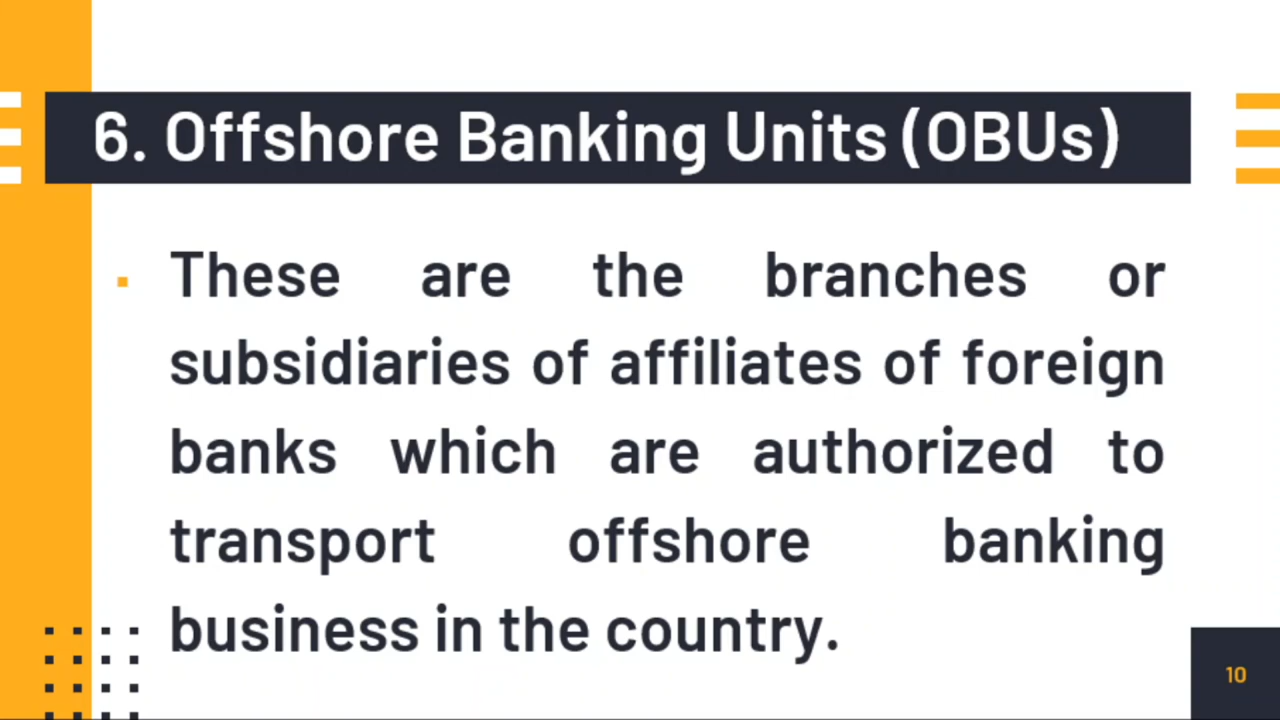 6. Offshore Banking Units (OBUs)
These are the branches or
subsidiaries of affiliates of foreign
banks which are authorized to
transport offshore banking
business in the country.
10